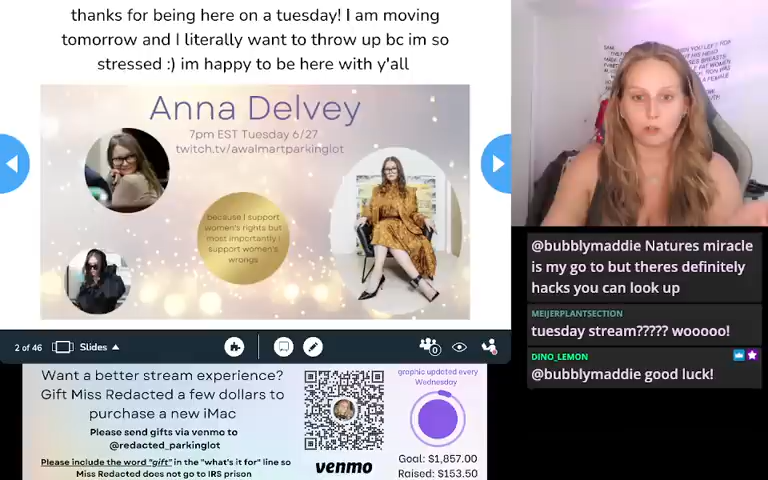 thanks for being here on a tuesday! I am moving
tomorrow and I literally want to throw up bc im so
stressed :) im happy to be here with y'all
Anna Delvey
7pm EST Tuesday 6/27
twitch.tv/awalmartparkinglot
because I support
women's rights but
most importantly I
support women's
wrongs
2 of 46
Slides
0
@bubblymaddie Natures miracle
is my go to but theres definitely
hacks you can look up
MEIJERPLANTSECTION
tuesday stream????? wooooo!
DINO_LEMON
@bubblymaddie good luck!
Want a better stream experience?
Gift Miss Redacted a few dollars to
purchase a new iMac
Please send gifts via venmo to
@redacted_parkinglot
Please include the word "gift" in the "what's it for" line so
Miss Redacted does not go to IRS prison
venmo
graphic updated every
Wednesday
Goal: $1,857.00
Raised: $153.50